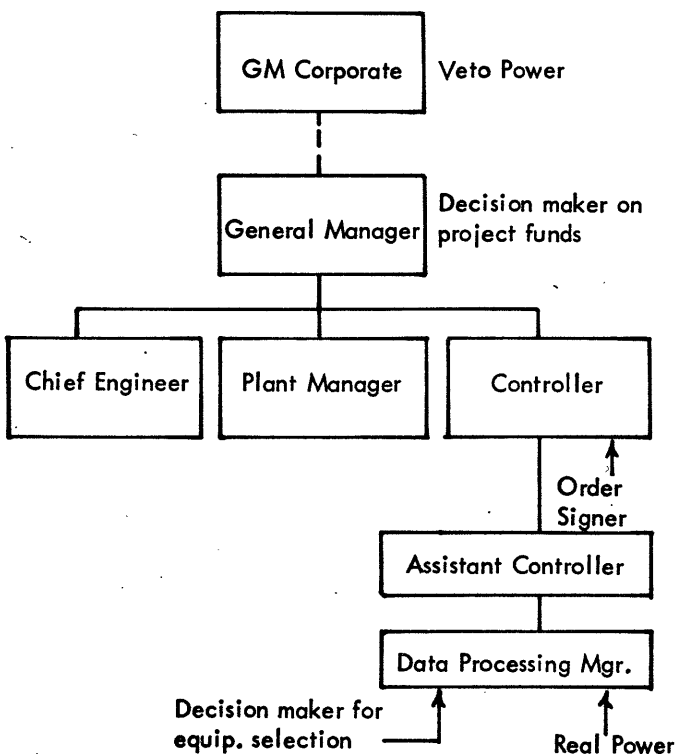 GM Corporate
Veto Power
General Manager
Decision maker on
project funds
Chief Engineer
Plant Manager
Controller
Order
Signer
Assistant Controller
Data Processing Mgr.
Decision maker for
equip. selection
Real Power